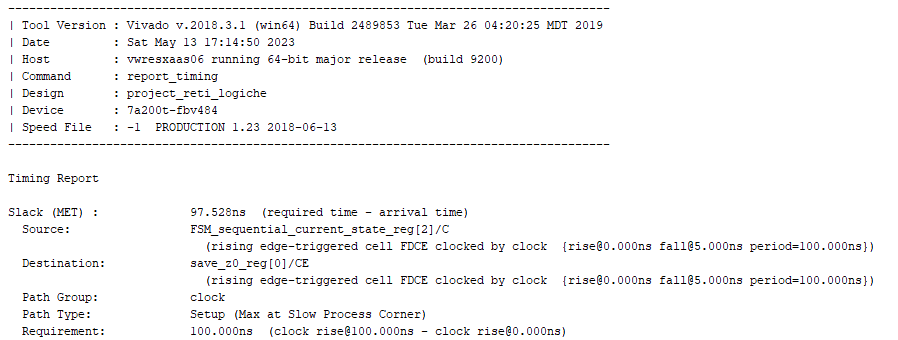 --------------------------------------------------------------------------------------
| Tool Version : Vivado v.2018.3.1 (win64) Build 2489853 Tue Mar 26 04:20:25 MDT 2019
| Date         : Sat May 13 17:14:50 2023
| Host         : vwresxaas06 running 64-bit major release  (build 9200)
| Command      : report_timing
| Design       : project_reti_logiche
| Device       : 7a200t-fbv484
| Speed File   : -1  PRODUCTION 1.23 2018-06-13
--------------------------------------------------------------------------------------
Timing Report
Slack (MET) :             97.528ns  (required time - arrival time)
  Source:                 FSM_sequential_current_state_reg[2]/C
                            (rising edge-triggered cell FDCE clocked by clock  {rise@0.000ns fall@5.000ns period=100.000ns})
  Destination:            save_z0_reg[0]/CE
                            (rising edge-triggered cell FDCE clocked by clock  {rise@0.000ns fall@5.000ns period=100.000ns})
  Path Group:             clock
  Path Type:              Setup (Max at Slow Process Corner)
  Requirement:            100.000ns  (clock rise@100.000ns - clock rise@0.000ns)